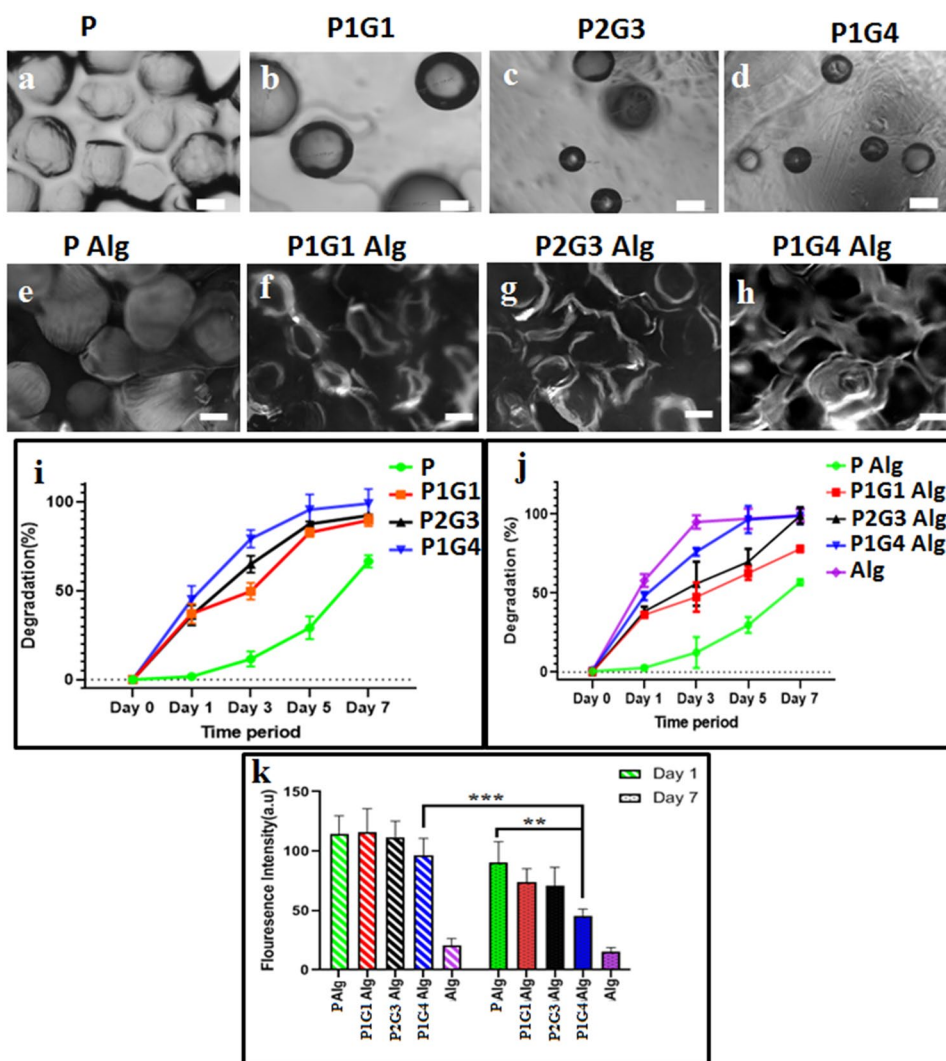 P P1G1 P2G3 P1G4
a b c d
P Alg P1G1 Alg P2G3 Alg P1G4 Alg
e f g h
i
Degradation(%)
100
50
0
Day 0 Day 1 Day 3 Day 5 Day 7
Time period
P
P1G1
P2G3
P1G4
j
Degradation (%)
100
50
0
Day 0 Day 1 Day 3 Day 5 Day 7
Time period
P Alg
P1G1 Alg
P2G3 Alg
P1G4 Alg
Alg
k
Flouresence Intensity(a.u)
150
100
50
0
***
**
Day 1
Day 7
P Alg P1G1 Alg P2G3 Alg P1G4 Alg Alg P Alg P1G1 Alg P2G3 Alg P1G4 Alg Alg